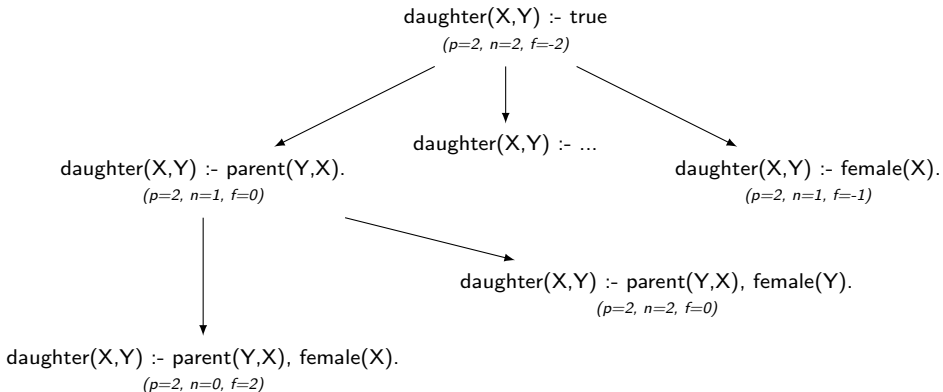 daughter(X,Y) :- true
(p=2, n=2, f=-2)
daughter(X,Y) :- ...
daughter(X,Y) :- parent(Y,X).
(p=2, n=1, f=0)
daughter(X,Y) :- female(X).
(p=2, n=1, f=-1)
daughter(X,Y) :- parent(Y,X), female(Y).
(p=2, n=2, f=0)
daughter(X,Y) :- parent(Y,X), female(X).
(p=2, n=0, f=2)